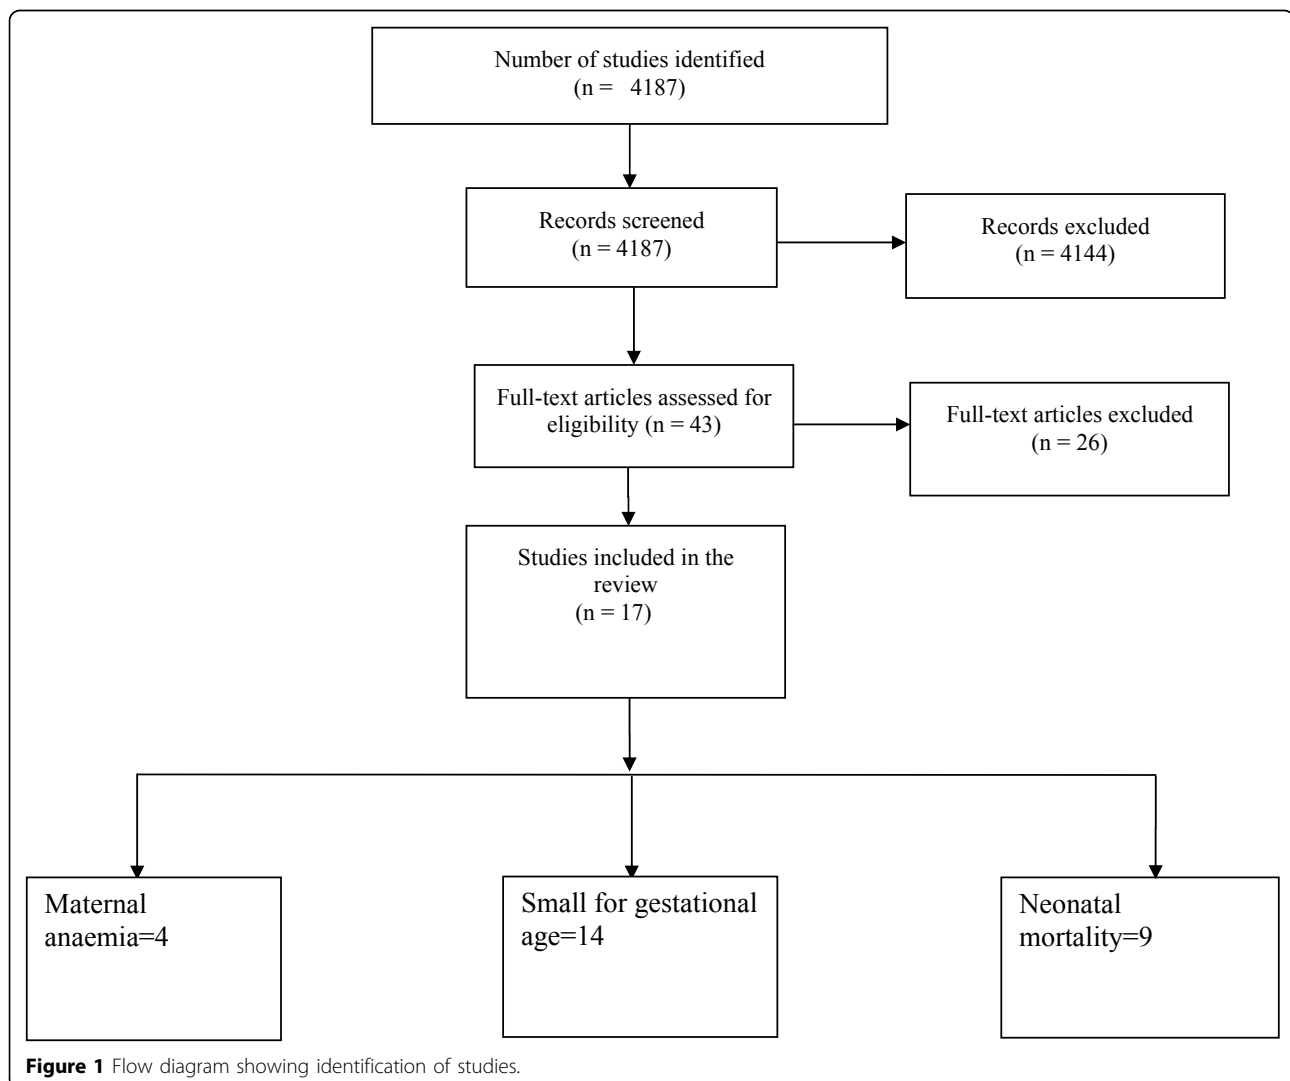 Number of studies identified
(n = 4187)
Records screened
(n = 4187)
Records excluded
(n = 4144)
Full-text articles assessed for
eligibility (n = 43)
Full-text articles excluded
(n = 26)
Studies included in the
review
(n = 17)
Maternal
anaemia=4
Small for gestational
age=14
Neonatal
mortality=9
Figure 1 Flow diagram showing identification of studies.